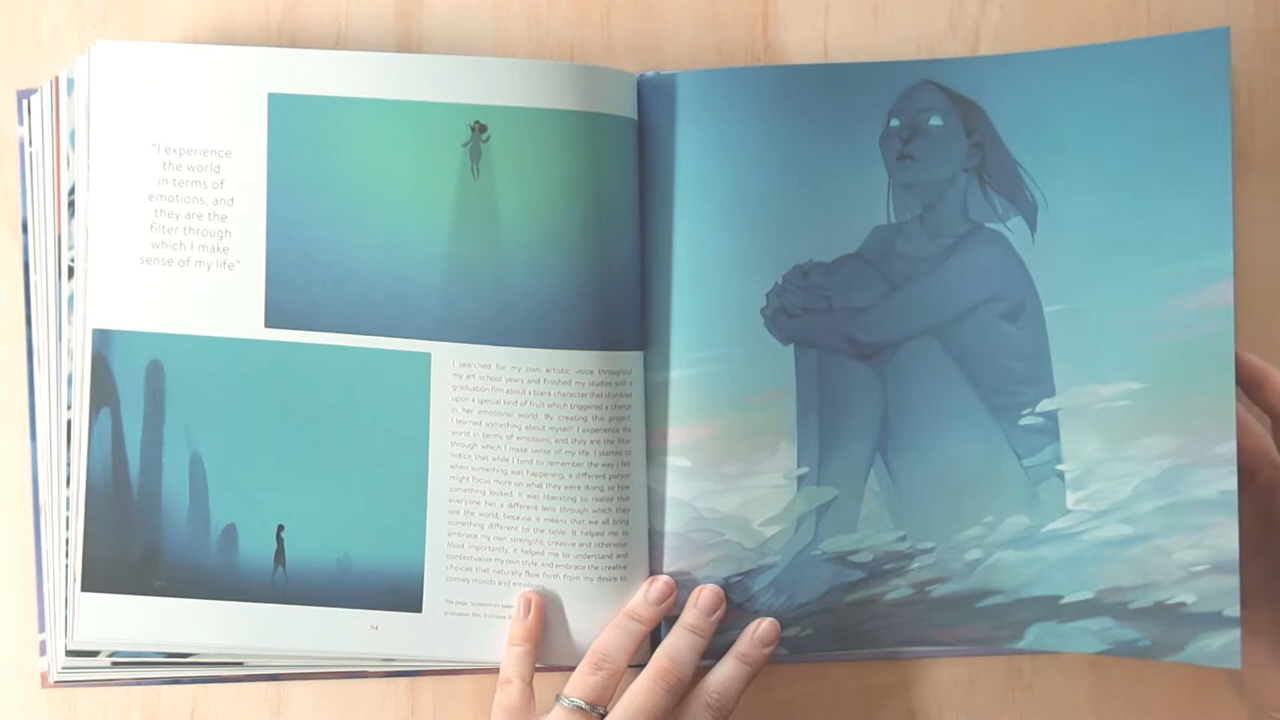 "I experience
the world
in terms of
emotions, and
they are the
filter through
which I make
sense of my life"
I searched for my own artistic voice throughout
my art school years and finished my studies with a
graduation film about a blank character that stumbled
upon a special kind of fruit which triggered a change
in her emotional world. By creating this project,
I learned something about myself: I experience the
world in terms of emotions, and they are the filter
through which I make sense of my life. I started to
notice that while I tend to remember the way I felt
when something was happening, a different person
might focus more on what they were doing, or how
something looked. It was liberating to realize that
everyone has a different lens through which they
see the world, because it means that we all bring
something different to the table. It helped me to
embrace my own strengths, creative and otherwise.
Most importantly, it helped me to understand and
contextualize my own style, and embrace the creative
choices that naturally flow forth from my desire to
convey moods and emotions.
This page: Screenshots
graduation film,
114